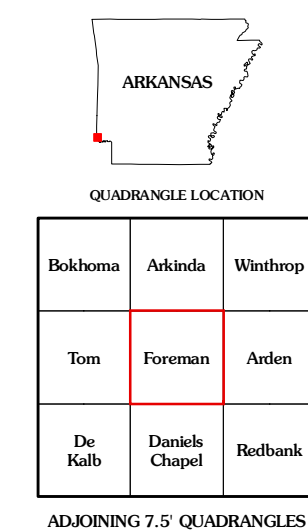 ARKANSAS
QUADRANGLE LOCATION
Bokhoma Arkinda Winthrop
Tom Foreman Arden
De Kalb Daniels Chapel Redbank
ADJOINING 7.5' QUADRANGLES